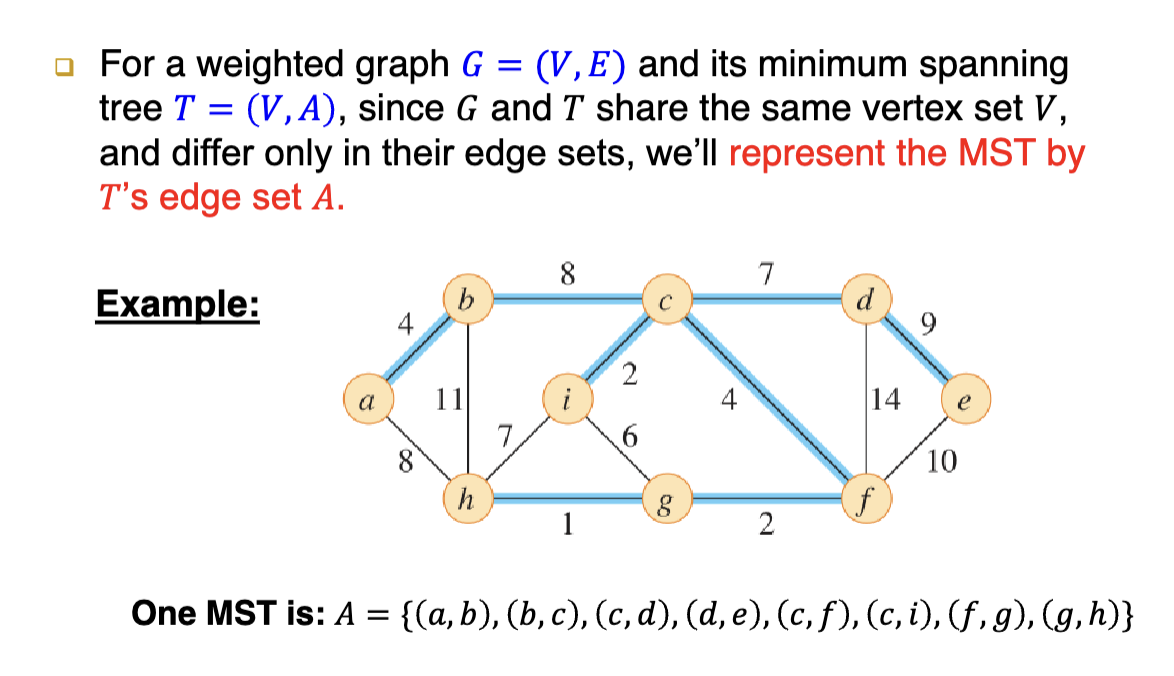 For a weighted graph G = (V, E) and its minimum spanning
tree T = (V, A), since G and T share the same vertex set V,
and differ only in their edge sets, we’ll represent the MST by
T’s edge set A.
Example:
8
7
b
c
d
4
9
2
a
11
i
4
14
e
7
6
8
10
h
g
f
1
2
One MST is: A = {(a, b), (b, c), (c, d), (d, e), (c, f), (c, i), (f, g), (g, h)}